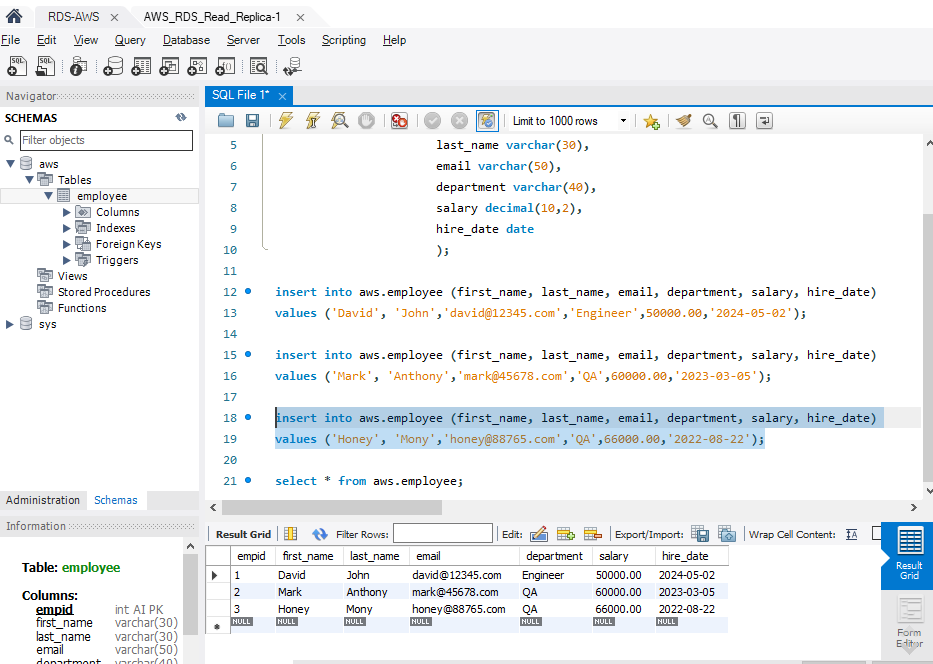 RDS-AWS
AWS_RDS_Read_Replica-1
File Edit View Query Database Server Tools Scripting Help
Navigator
SCHEMAS
Filter objects
aws
Tables
employee
Columns
Indexes
Foreign Keys
Triggers
Views
Stored Procedures
Functions
sys
Administration Schemas
Information
Table: employee
Columns:
empid int AI PK
first_name varchar(30)
last_name varchar(30)
email varchar(50)
department varchar(40)
SQL File 1*
Limit to 1000 rows
5 last_name varchar(30),
6 email varchar(50),
7 department varchar(40),
8 salary decimal(10,2),
9 hire_date date
10 );
11
12 insert into aws.employee (first_name, last_name, email, department, salary, hire_date)
13 values ('David', 'John','david@12345.com','Engineer',50000.00,'2024-05-02');
14
15 insert into aws.employee (first_name, last_name, email, department, salary, hire_date)
16 values ('Mark', 'Anthony','mark@45678.com','QA',60000.00,'2023-03-05');
17
18 insert into aws.employee (first_name, last_name, email, department, salary, hire_date)
19 values ('Honey', 'Mony','honey@88765.com','QA',66000.00,'2022-08-22');
20
21 select * from aws.employee;
Result Grid Filter Rows: Edit: Export/Import: Wrap Cell Content:
empid first_name last_name email department salary hire_date
1 David John david@12345.com Engineer 50000.00 2024-05-02
2 Mark Anthony mark@45678.com QA 60000.00 2023-03-05
3 Honey Mony honey@88765.com QA 66000.00 2022-08-22
NULL NULL NULL NULL NULL NULL NULL
Result
Grid
Form
Editor